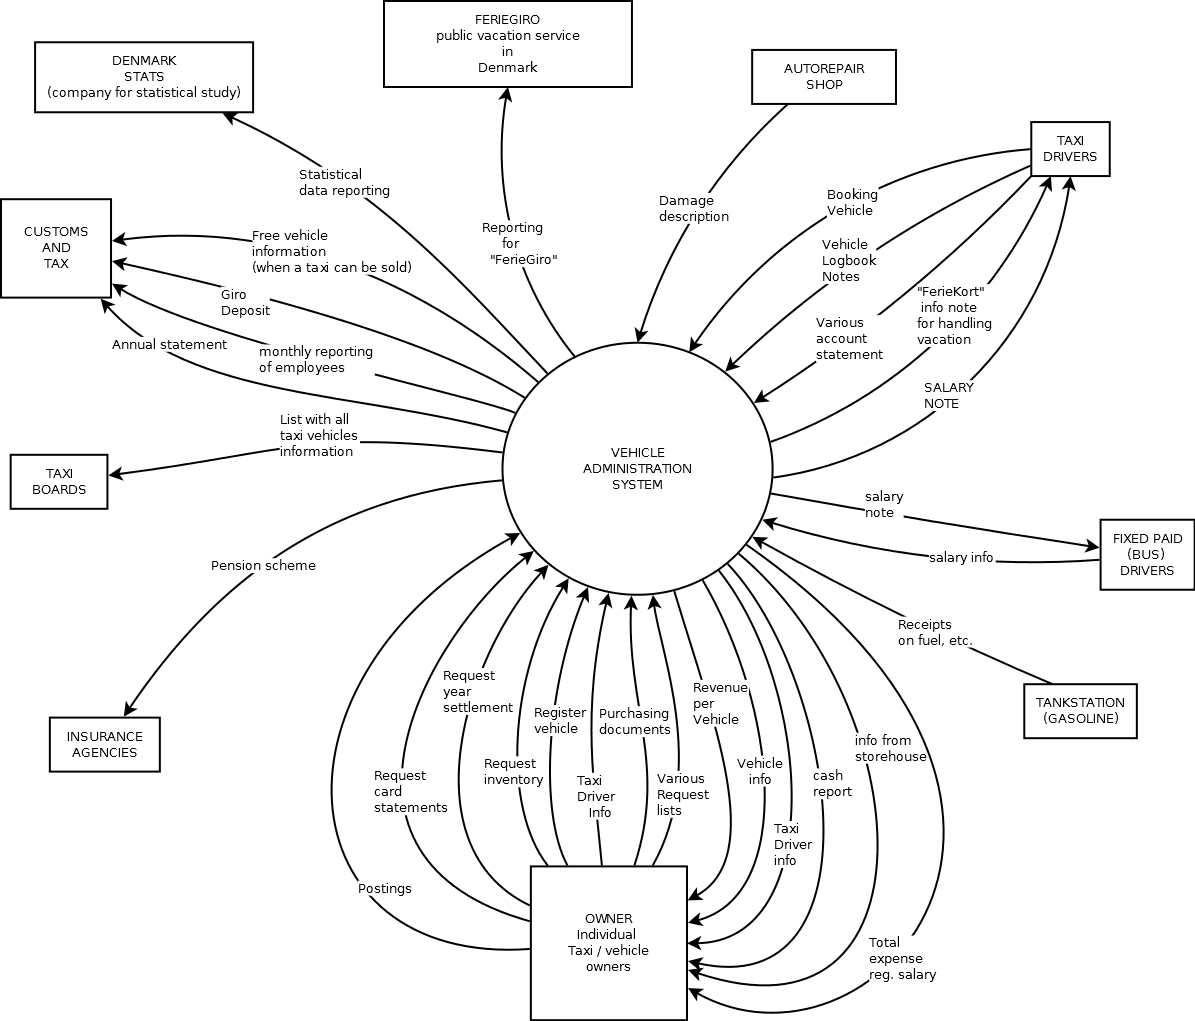 FERIEGIRO
public vacation service
in
Denmark
DENMARK
STATS
(company for statistical study)
AUTOREPAIR
SHOP
TAXI
DRIVERS
CUSTOMS
AND
TAX
Statistical
data reporting
Free vehicle
information
(when a taxi can be sold)
Giro
Deposit
Annual statement
monthly reporting
of employees
Reporting
for
"FerieGiro"
Damage
description
Booking
Vehicle
Vehicle
Logbook
Notes
Various
account
statement
"FerieKort"
info note
for handling
vacation
SALARY
NOTE
List with all
taxi vehicles
information
TAXI
BOARDS
VEHICLE
ADMINISTRATION
SYSTEM
salary
note
salary info
FIXED PAID
(BUS)
DRIVERS
Pension scheme
Receipts
on fuel, etc.
TANKSTATION
(GASOLINE)
INSURANCE
AGENCIES
Postings
Request
card
statements
Request
year
settlement
Request
inventory
Register
vehicle
Taxi
Driver
Info
Purchasing
documents
Various
Request
lists
Revenue
per
Vehicle
Vehicle
info
Taxi
Driver
info
cash
report
info from
storehouse
Total
expense
reg. salary
OWNER
Individual
Taxi / vehicle
owners